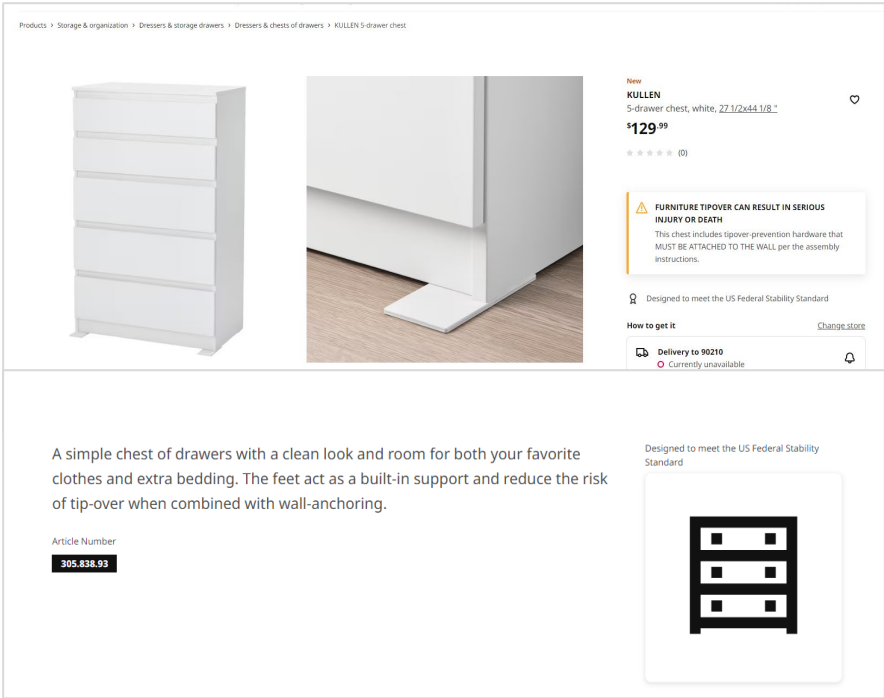 Products › Storage & organization › Dressers & storage drawers › Dressers & chests of drawers › KULLEN 5-drawer chest
New
KULLEN
5-drawer chest, white, 27 1/2x44 1/8 "
$129.99
(0)
FURNITURE TIPOVER CAN RESULT IN SERIOUS
INJURY OR DEATH
This chest includes tipover-prevention hardware that
MUST BE ATTACHED TO THE WALL per the assembly
instructions.
Designed to meet the US Federal Stability Standard
How to get it
Change store
Delivery to 90210
Currently unavailable
A simple chest of drawers with a clean look and room for both your favorite
clothes and extra bedding. The feet act as a built-in support and reduce the risk
of tip-over when combined with wall-anchoring.
Article Number
305.838.93
Designed to meet the US Federal Stability
Standard